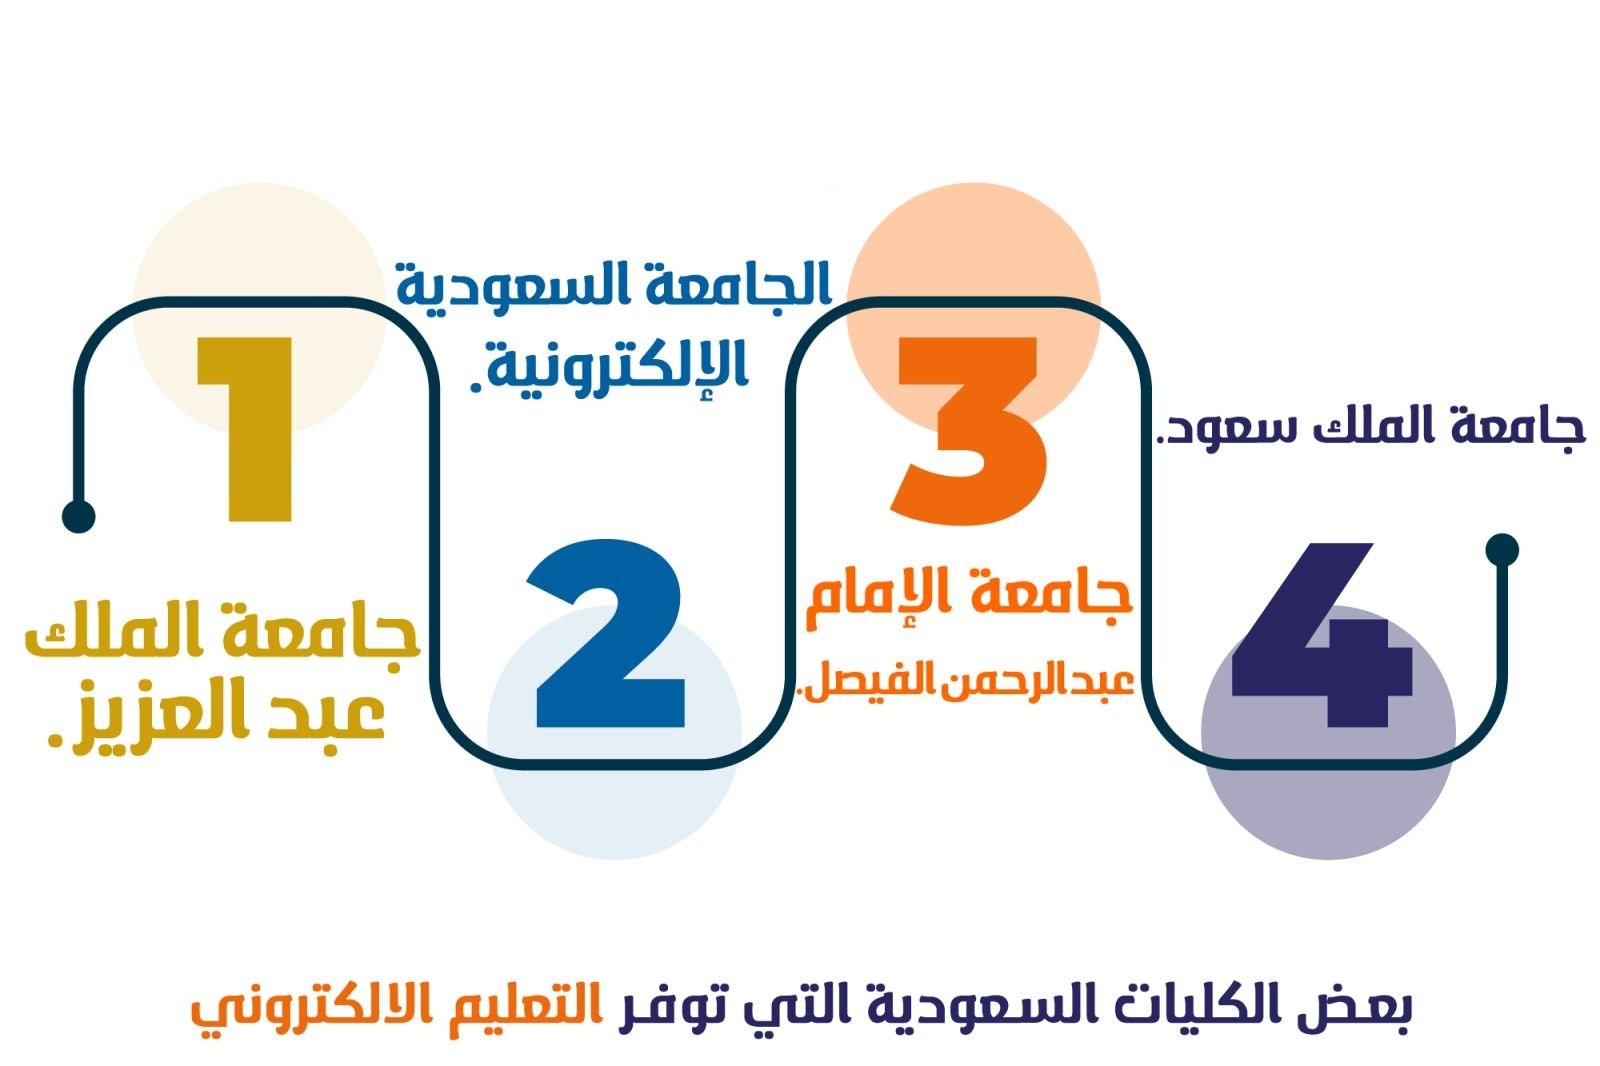 1
جامعة الملك
عبد العزيز.
الجامعة السعودية
الإلكترونية.
2
3
جامعة الإمام
عبدالرحمن الفيصل.
جامعة الملك سعود.
4
بعض الكليات السعودية التي توفر التعليم الالكتروني